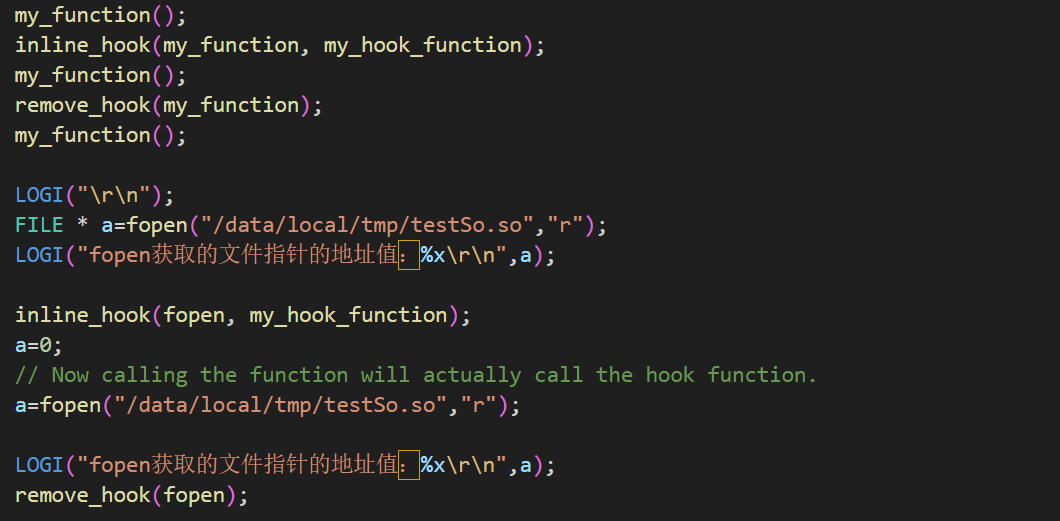 my_function();
inline_hook(my_function, my_hook_function);
my_function();
remove_hook(my_function);
my_function();
LOGI("\r\n");
FILE * a=fopen("/data/local/tmp/testSo.so","r");
LOGI("fopen获取的文件指针的地址值：%x\r\n",a);
inline_hook(fopen, my_hook_function);
a=0;
// Now calling the function will actually call the hook function.
a=fopen("/data/local/tmp/testSo.so","r");
LOGI("fopen获取的文件指针的地址值：%x\r\n",a);
remove_hook(fopen);